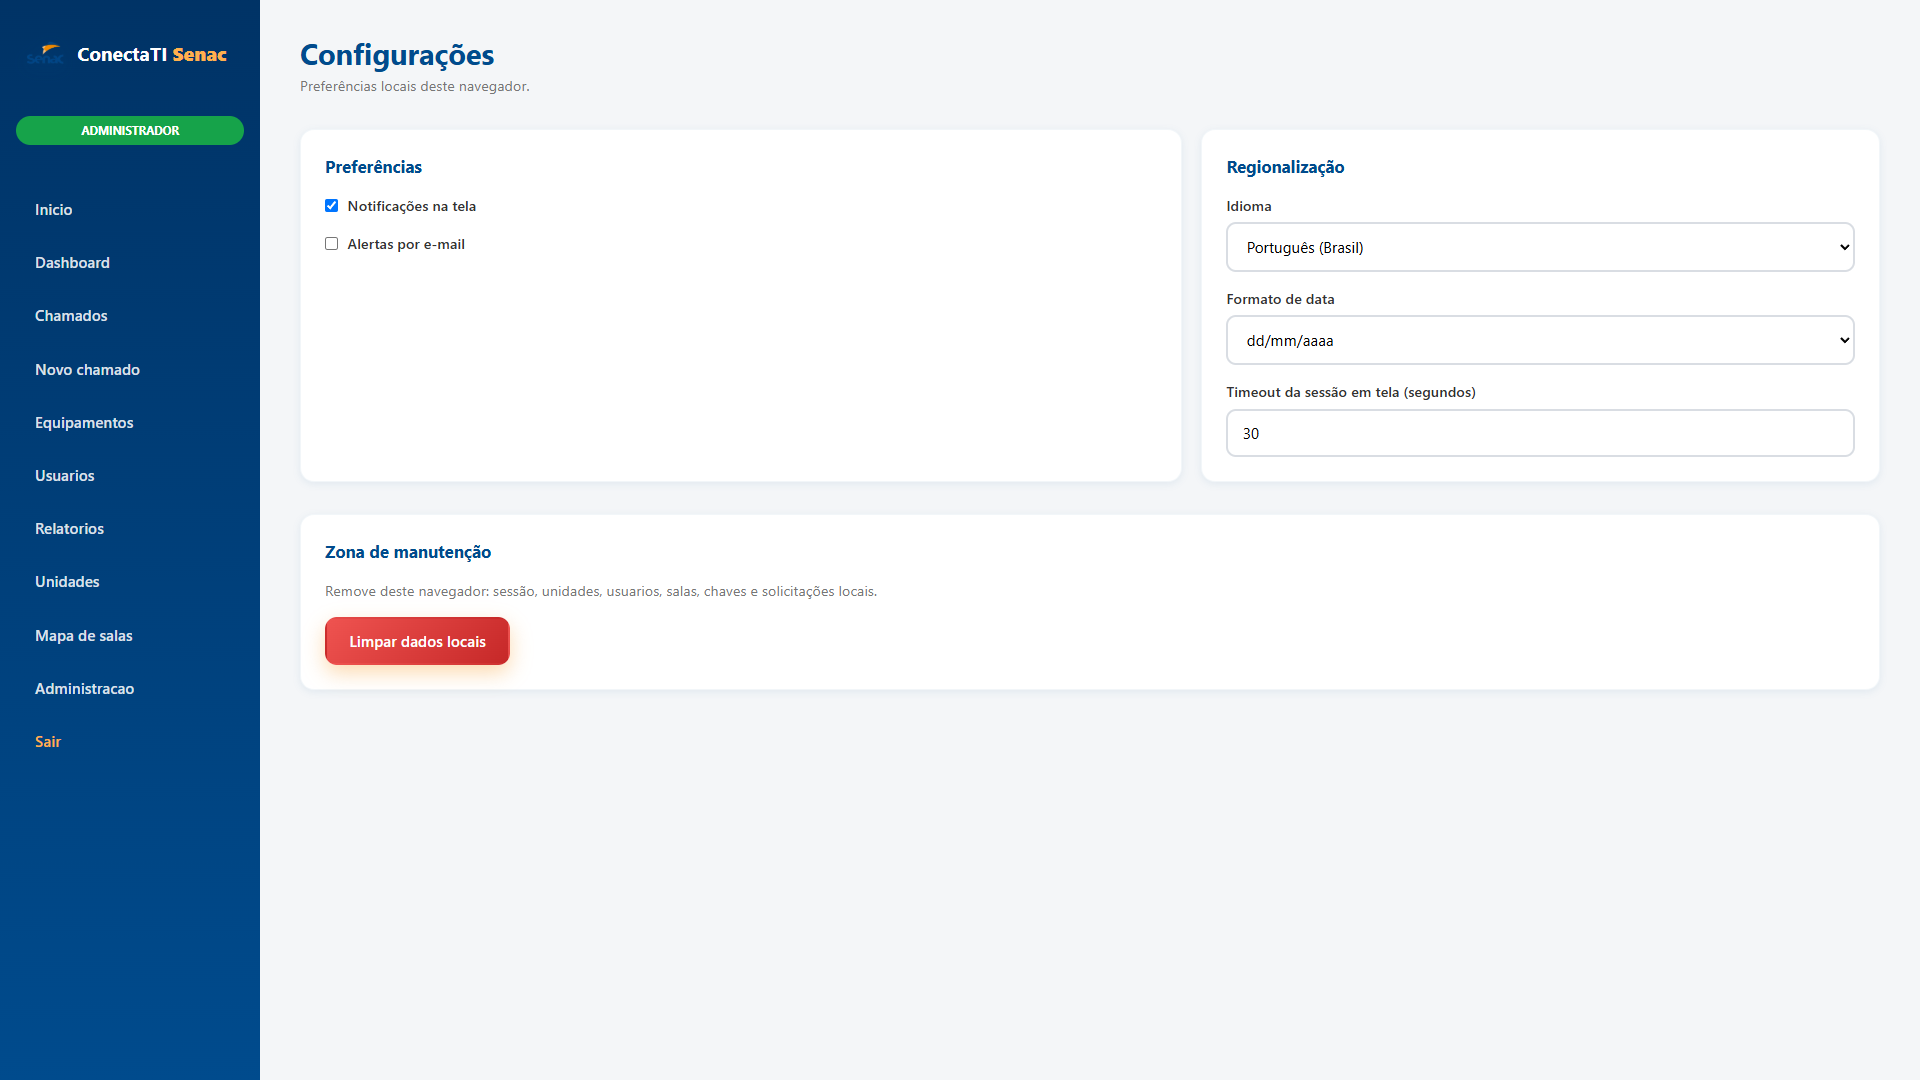 Senac
ConectaTI Senac
ADMINISTRADOR
Inicio
Dashboard
Chamados
Novo chamado
Equipamentos
Usuarios
Relatorios
Unidades
Mapa de salas
Administracao
Sair
Configurações
Preferências locais deste navegador.
Preferências
Notificações na tela
Alertas por e-mail
Regionalização
Idioma
Português (Brasil)
Formato de data
dd/mm/aaaa
Timeout da sessão em tela (segundos)
30
Zona de manutenção
Remove deste navegador: sessão, unidades, usuarios, salas, chaves e solicitações locais.
Limpar dados locais